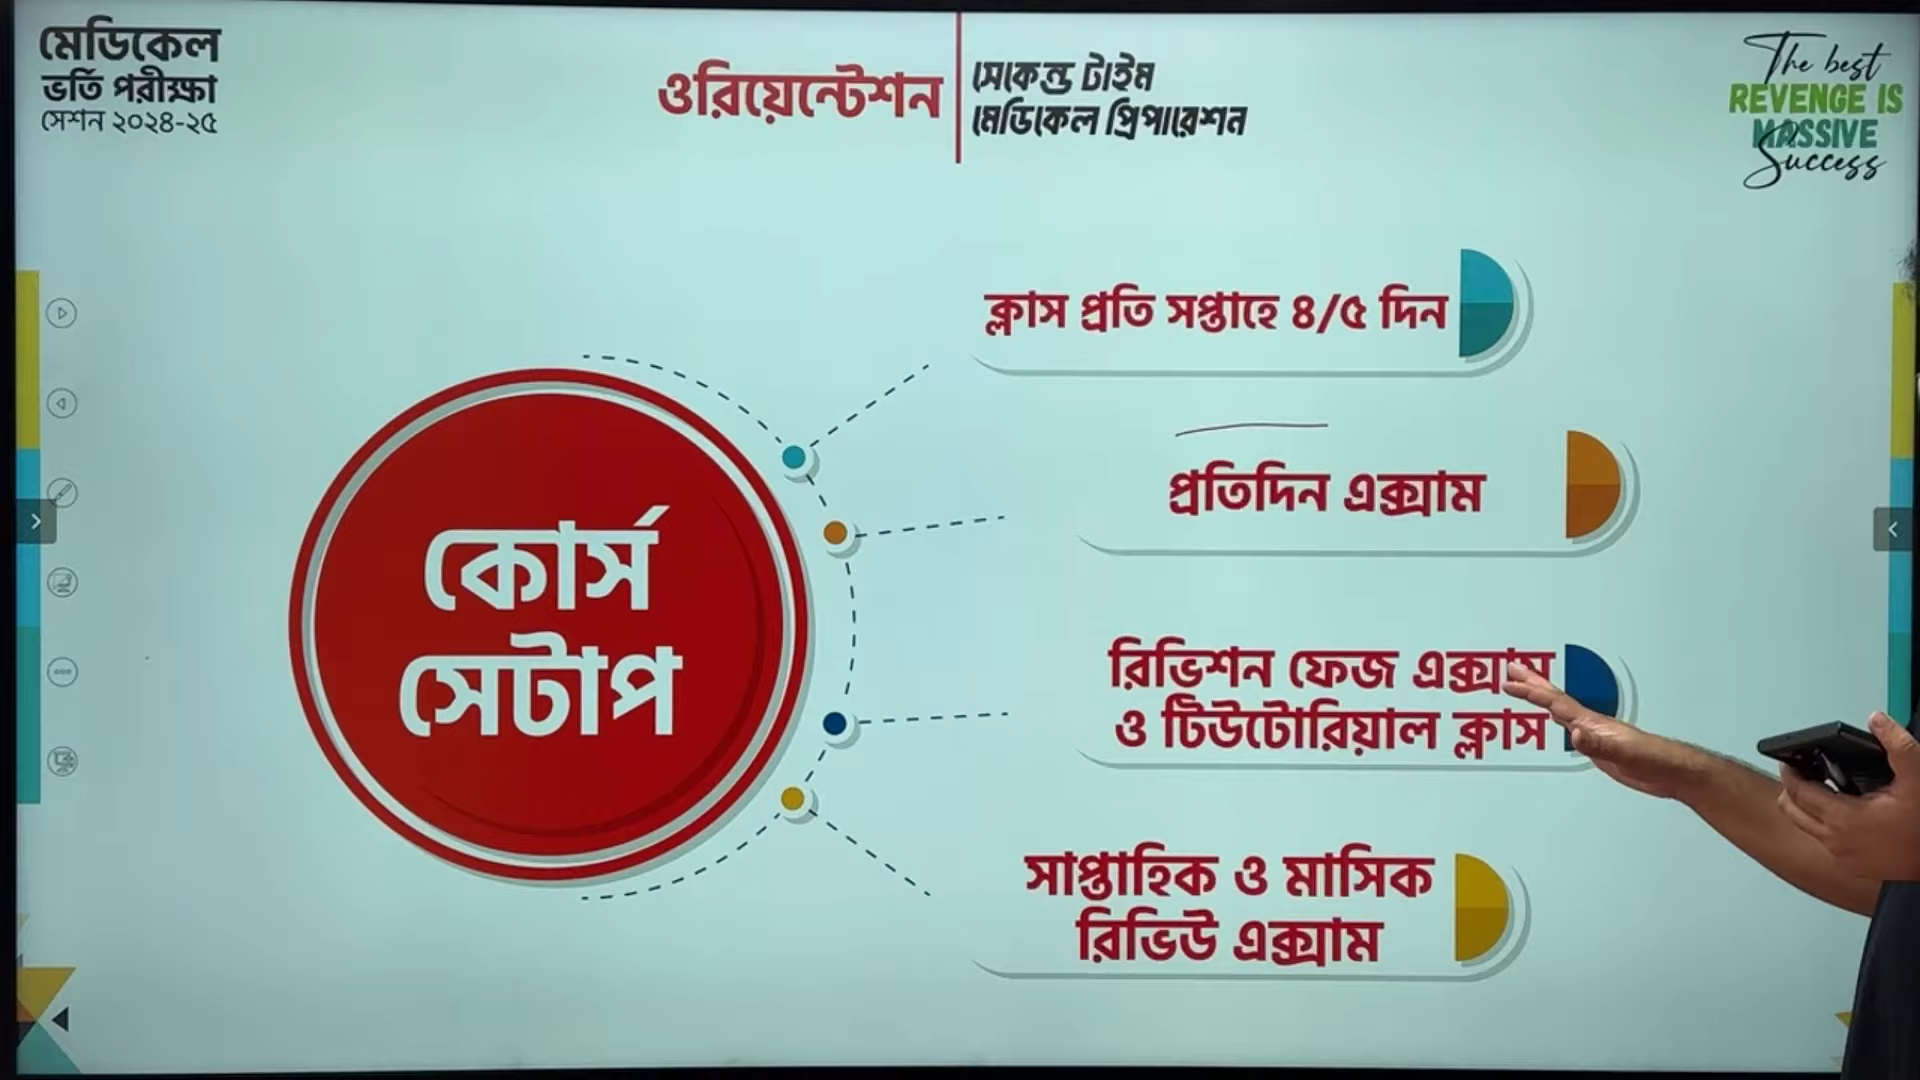 মেডিকেল
ভর্তি পরীক্ষা
সেশন ২০২৪-২৫
ওরিয়েন্টেশন
সেকেন্ড টাইম
মেডিকেল প্রিপারেশন
The best
REVENGE IS
MASSIVE
Success
কোর্স
সেটাপ
ক্লাস প্রতি সপ্তাহে ৪/৫ দিন
প্রতিদিন এক্সাম
রিভিশন ফেজ এক্সাম
ও টিউটোরিয়াল ক্লাস
সাপ্তাহিক ও মাসিক
রিভিউ এক্সাম